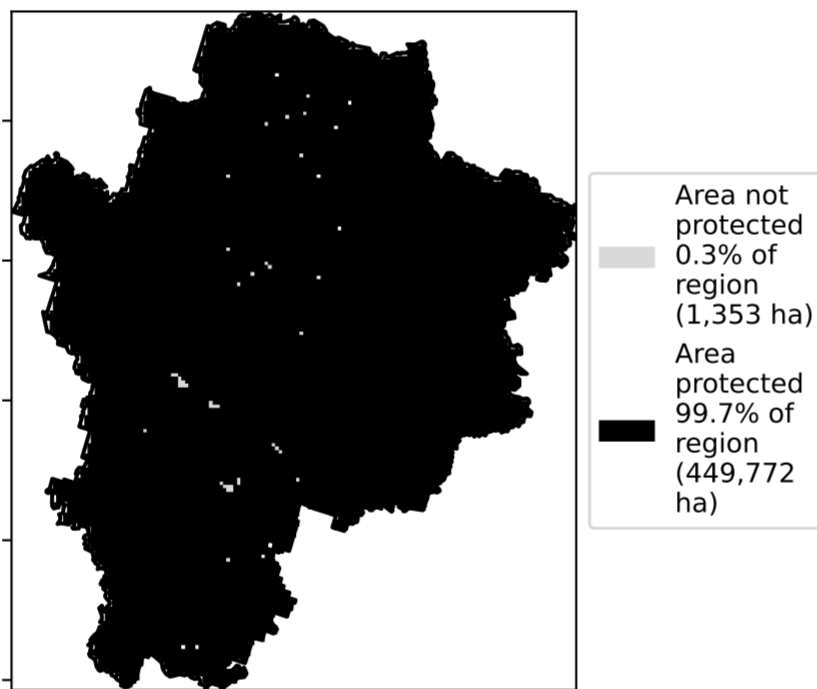 Area not
protected
0.3% of
region
(1,353 ha)
Area
protected
99.7% of
region
(449,772
ha)